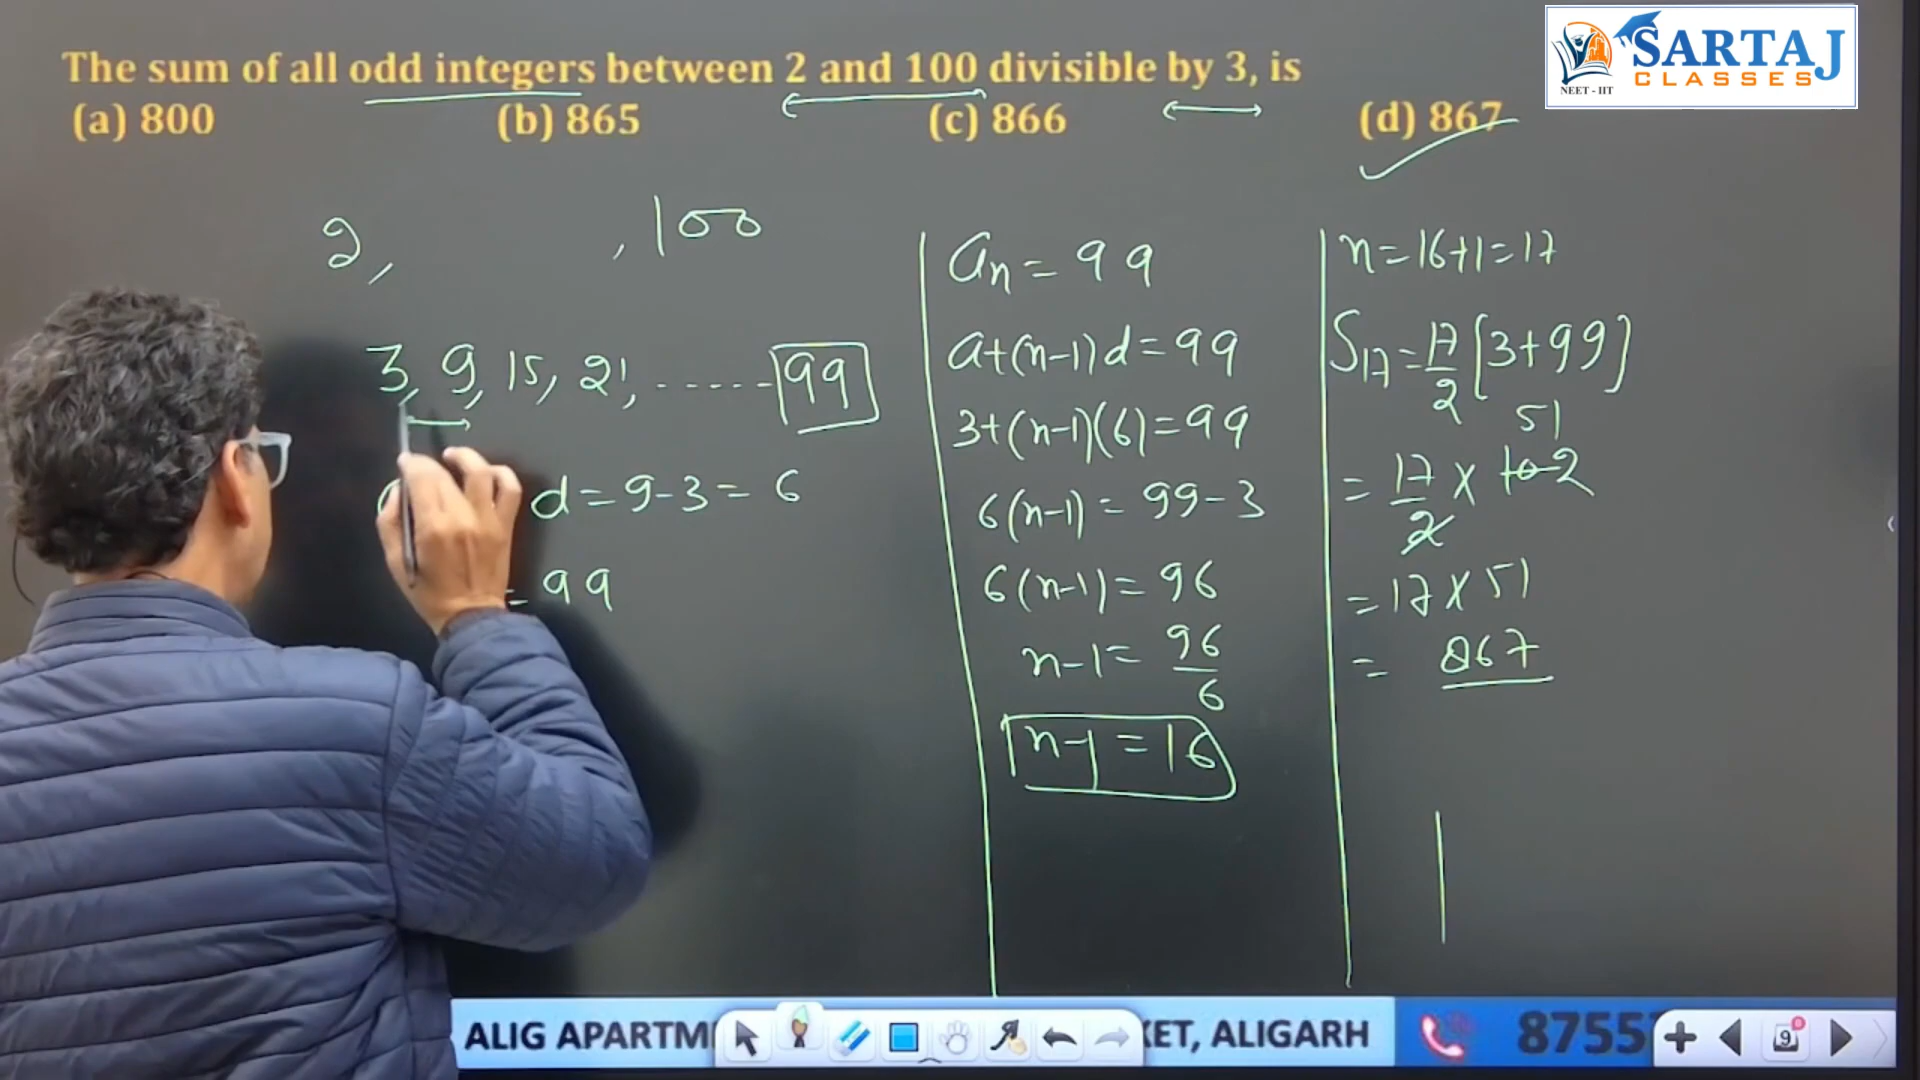 The sum of all odd integers between 2 and 100 divisible by 3, is
(a) 800 (b) 865 (c) 866 (d) 867
SARTAJ
CLASSES
NEET - IIT
2, , 100
3, 9, 15, 21, ------ 99
d = 9 - 3 = 6
= 99
an = 99
a+(n-1)d = 99
3+(n-1)(6) = 99
6(n-1) = 99-3
6(n-1) = 96
n-1 = 96/6
n-1 = 16
n = 16+1 = 17
S17 = 17/2 [3+99]
51
= 17/2 × 102
= 17 × 51
= 867
ALIG APARTM
KET, ALIGARH
8755
9